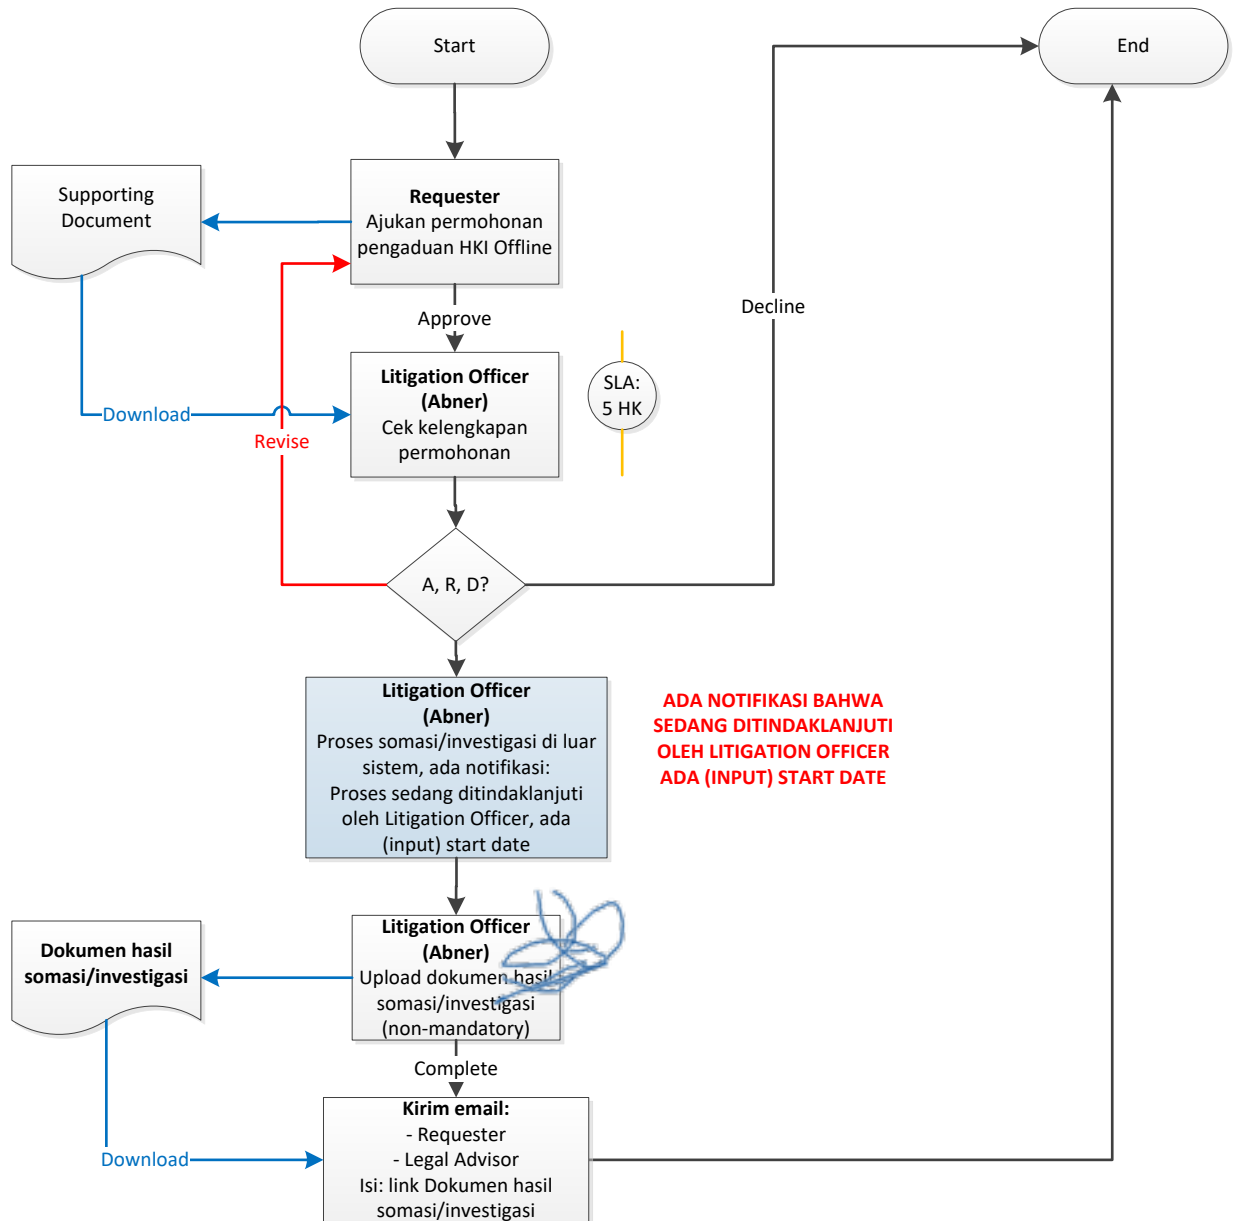 Start
End
Supporting
Document
Requester
Ajukan permohonan
pengaduan HKI Offline
Decline
Approve
Litigation Officer
(Abner)
Cek kelengkapan
permohonan
SLA:
5 HK
Download
Revise
A, R, D?
Litigation Officer
(Abner)
Proses somasi/investigasi di luar
sistem, ada notifikasi:
Proses sedang ditindaklanjuti
oleh Litigation Officer, ada
(input) start date
ADA NOTIFIKASI BAHWA
SEDANG DITINDAKLANJUTI
OLEH LITIGATION OFFICER
ADA (INPUT) START DATE
Dokumen hasil
somasi/investigasi
Litigation Officer
(Abner)
Upload dokumen hasil
somasi/investigasi
(non-mandatory)
Complete
Download
Kirim email:
- Requester
- Legal Advisor
Isi: link Dokumen hasil
somasi/investigasi